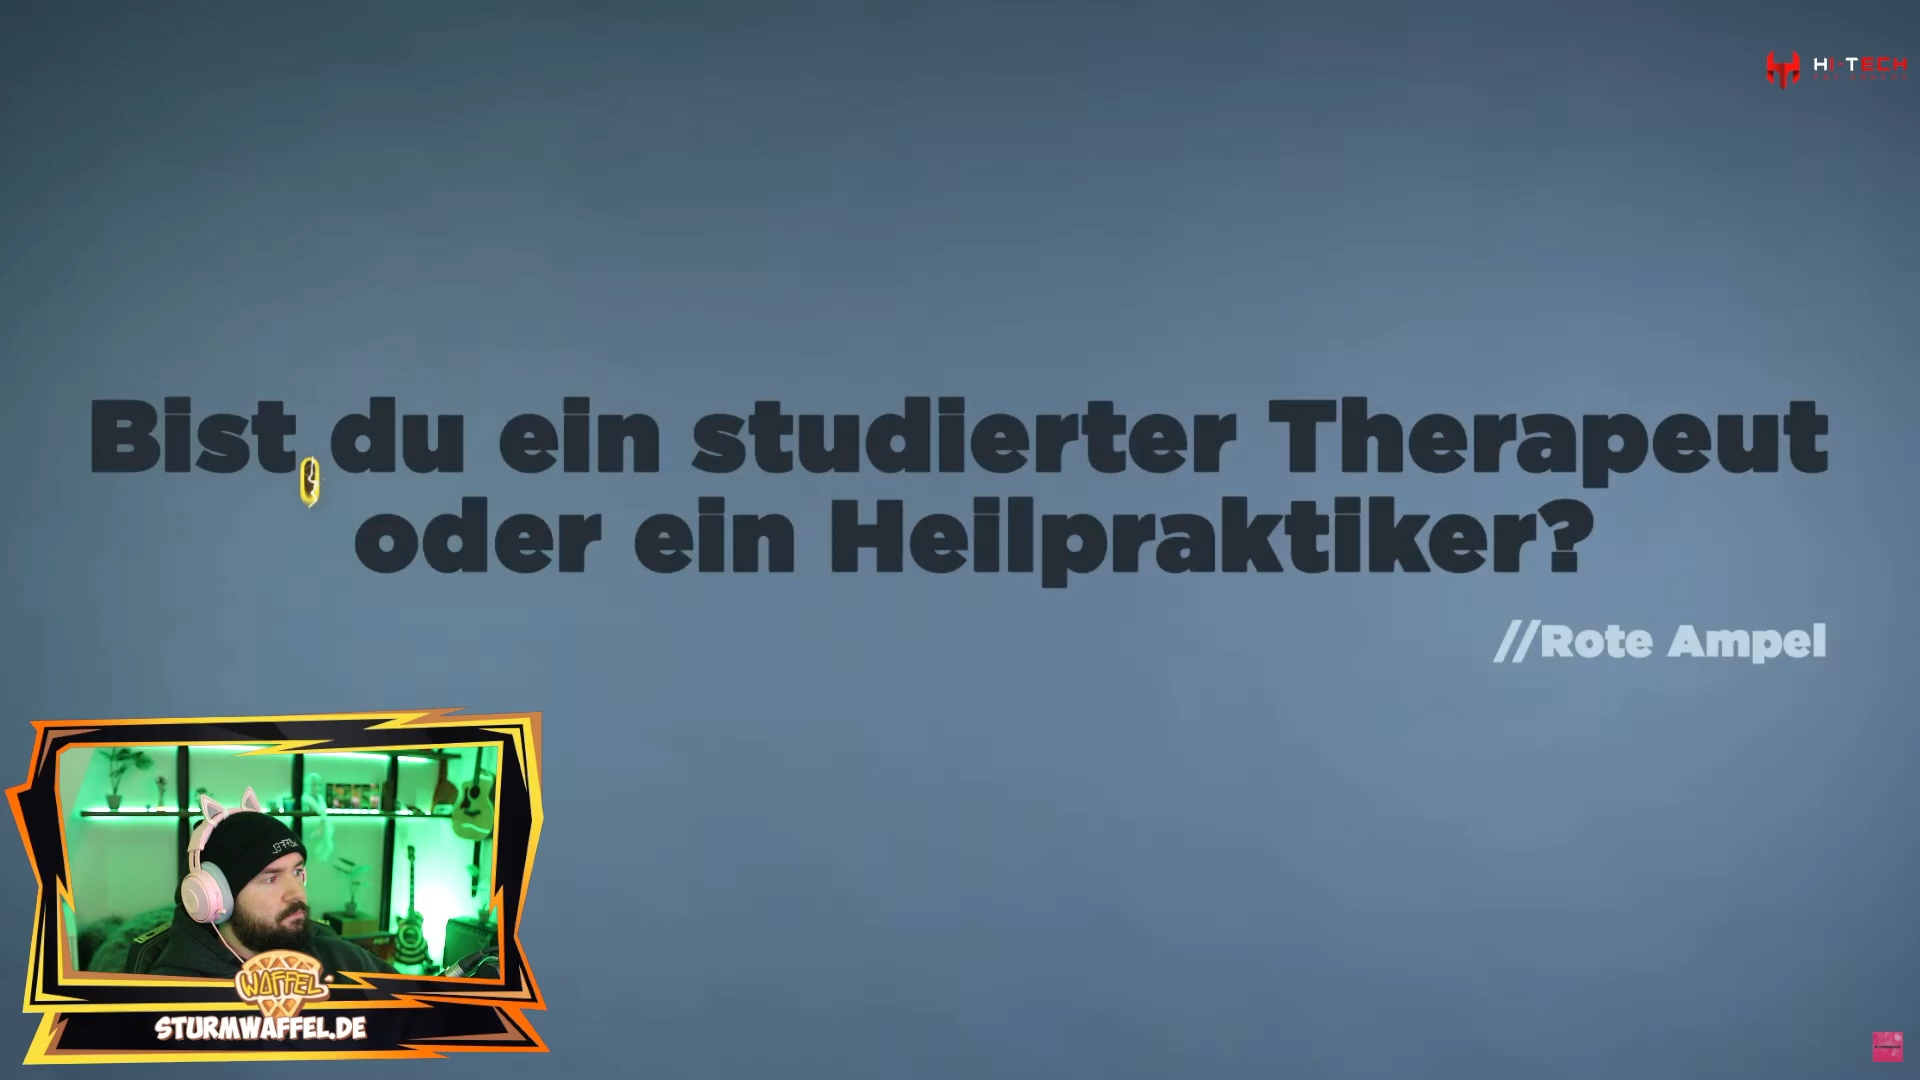 HI-TECH
Bist du ein studierter Therapeut
oder ein Heilpraktiker?
//Rote Ampel
WAFFEL
STURMWAFFEL.DE